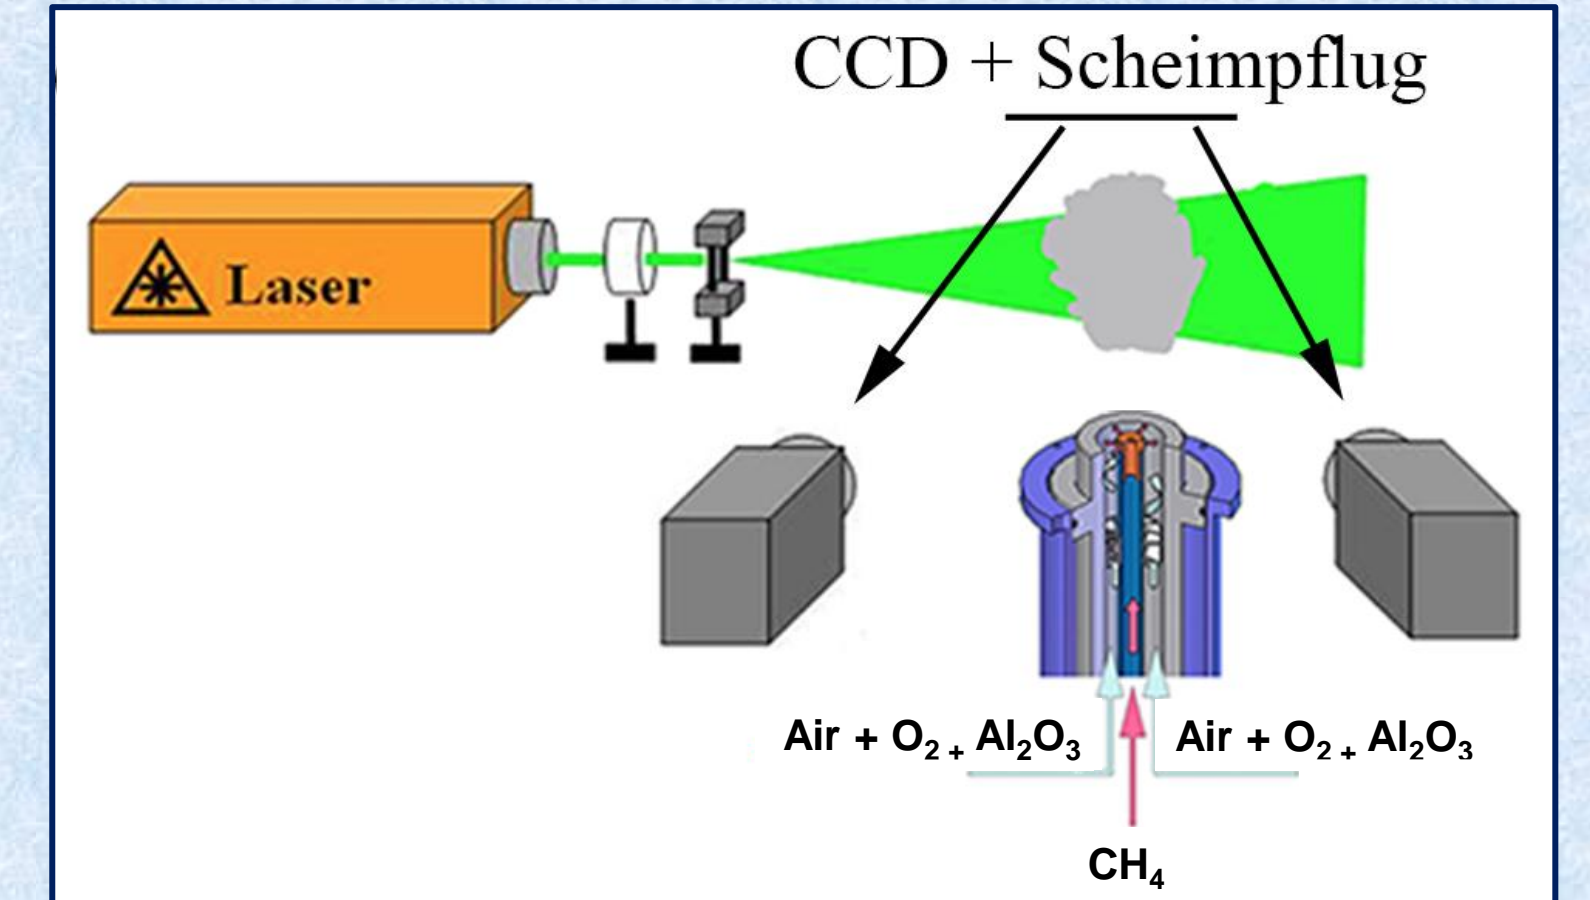 CCD + Scheimpflug
Laser
Air + O₂ + Al₂O₃
Air + O₂ + Al₂O₃
CH₄